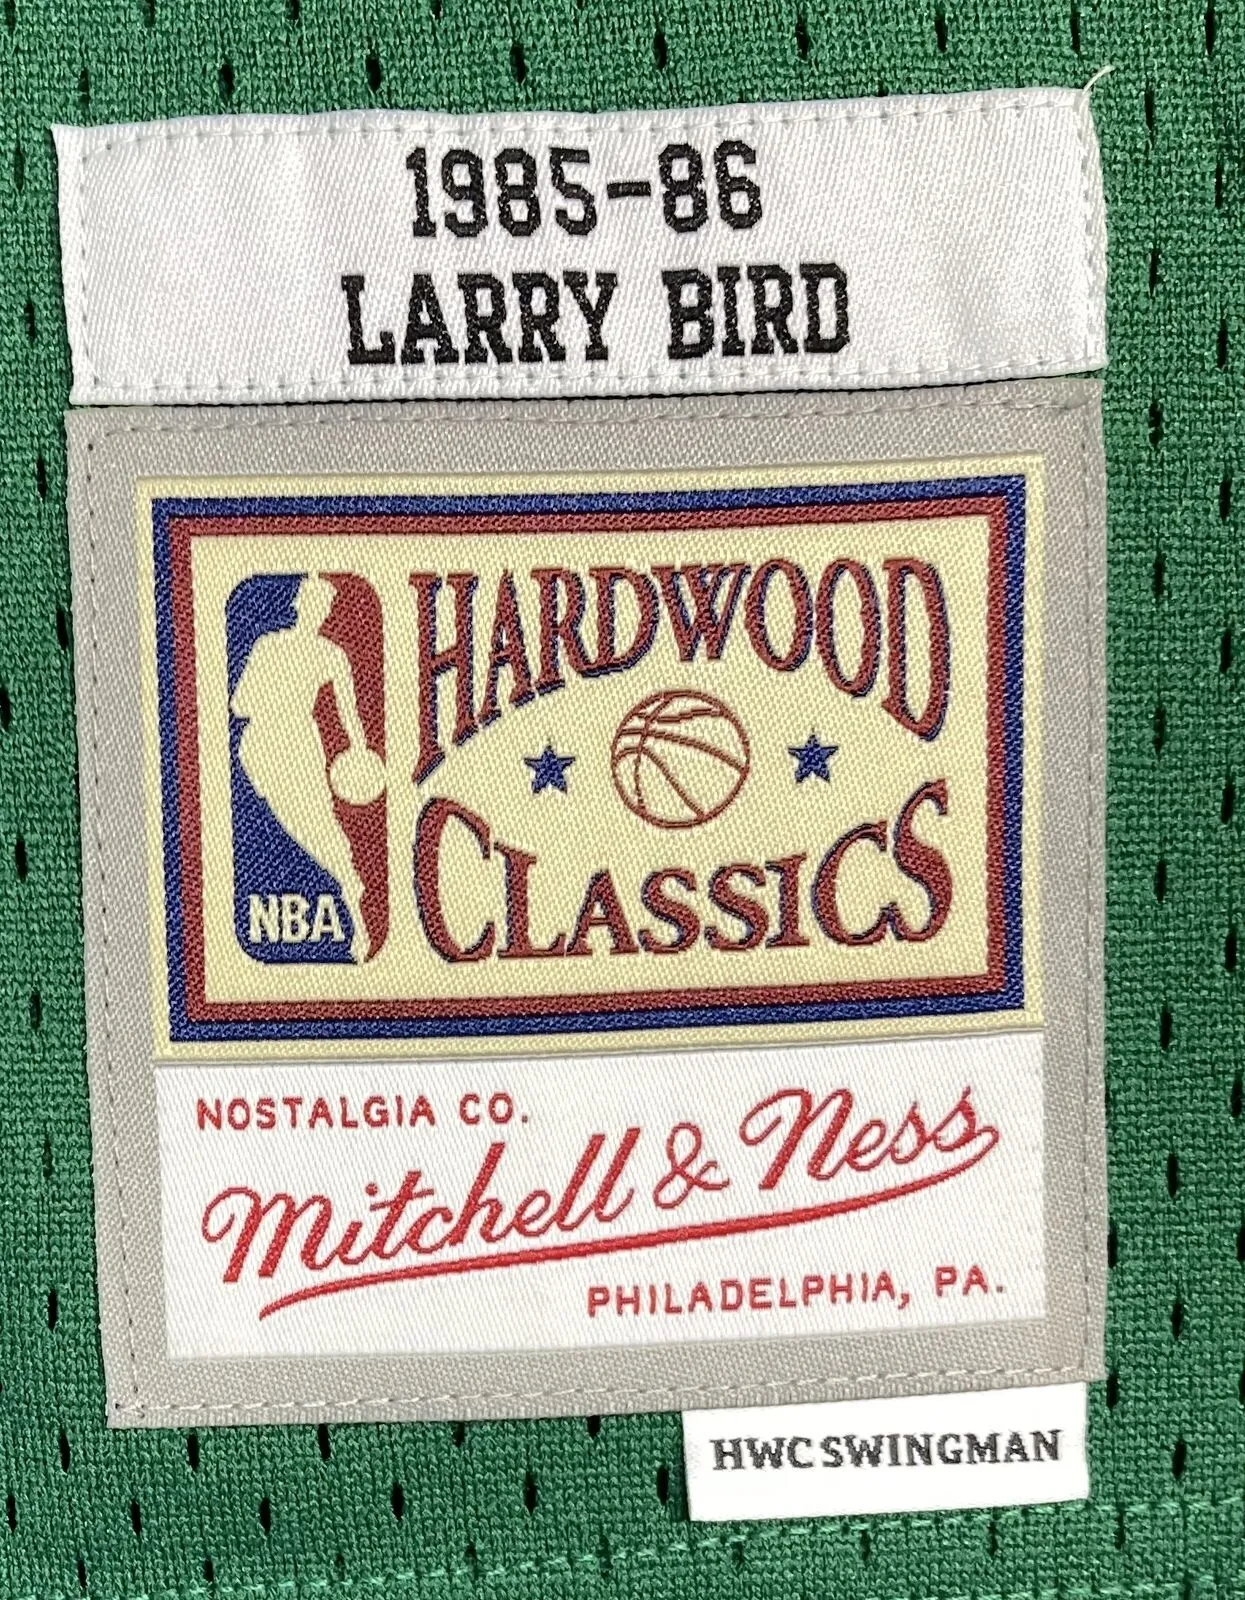 1985-86
LARRY BIRD
HARDWOOD
CLASSICS
NBA
NOSTALGIA CO.
Mitchell & Ness
PHILADELPHIA, PA.
HWC SWINGMAN